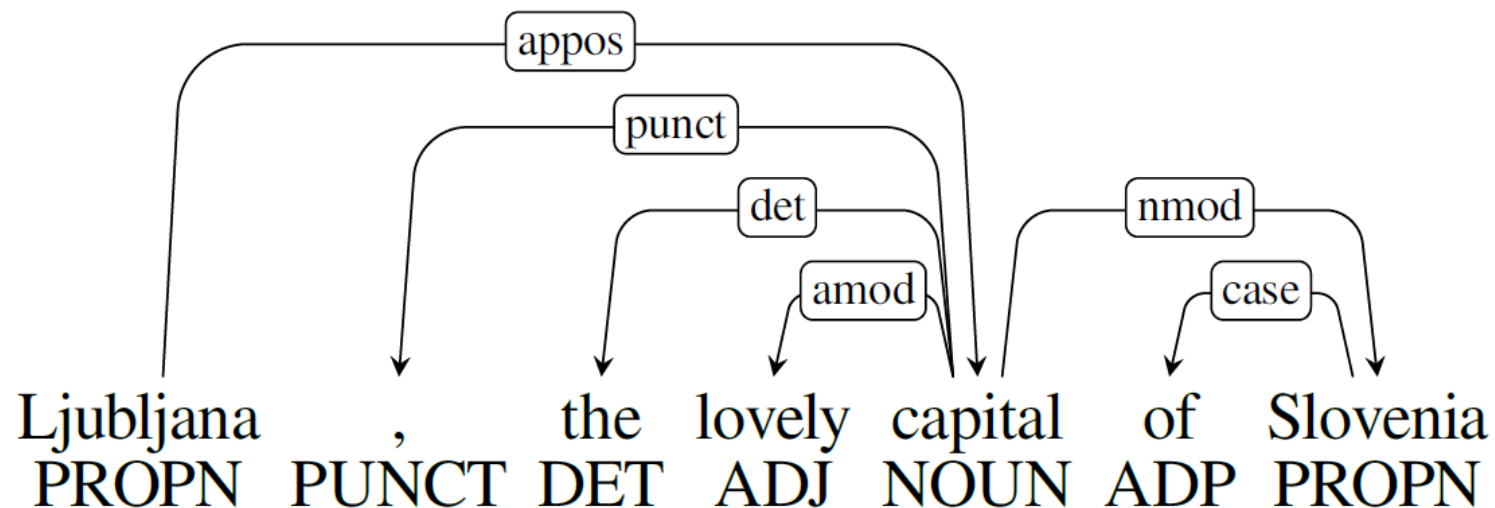 appos
punct
det nmod
amod case
Ljubljana , the lovely capital of Slovenia
PROPN PUNCT DET ADJ NOUN ADP PROPN